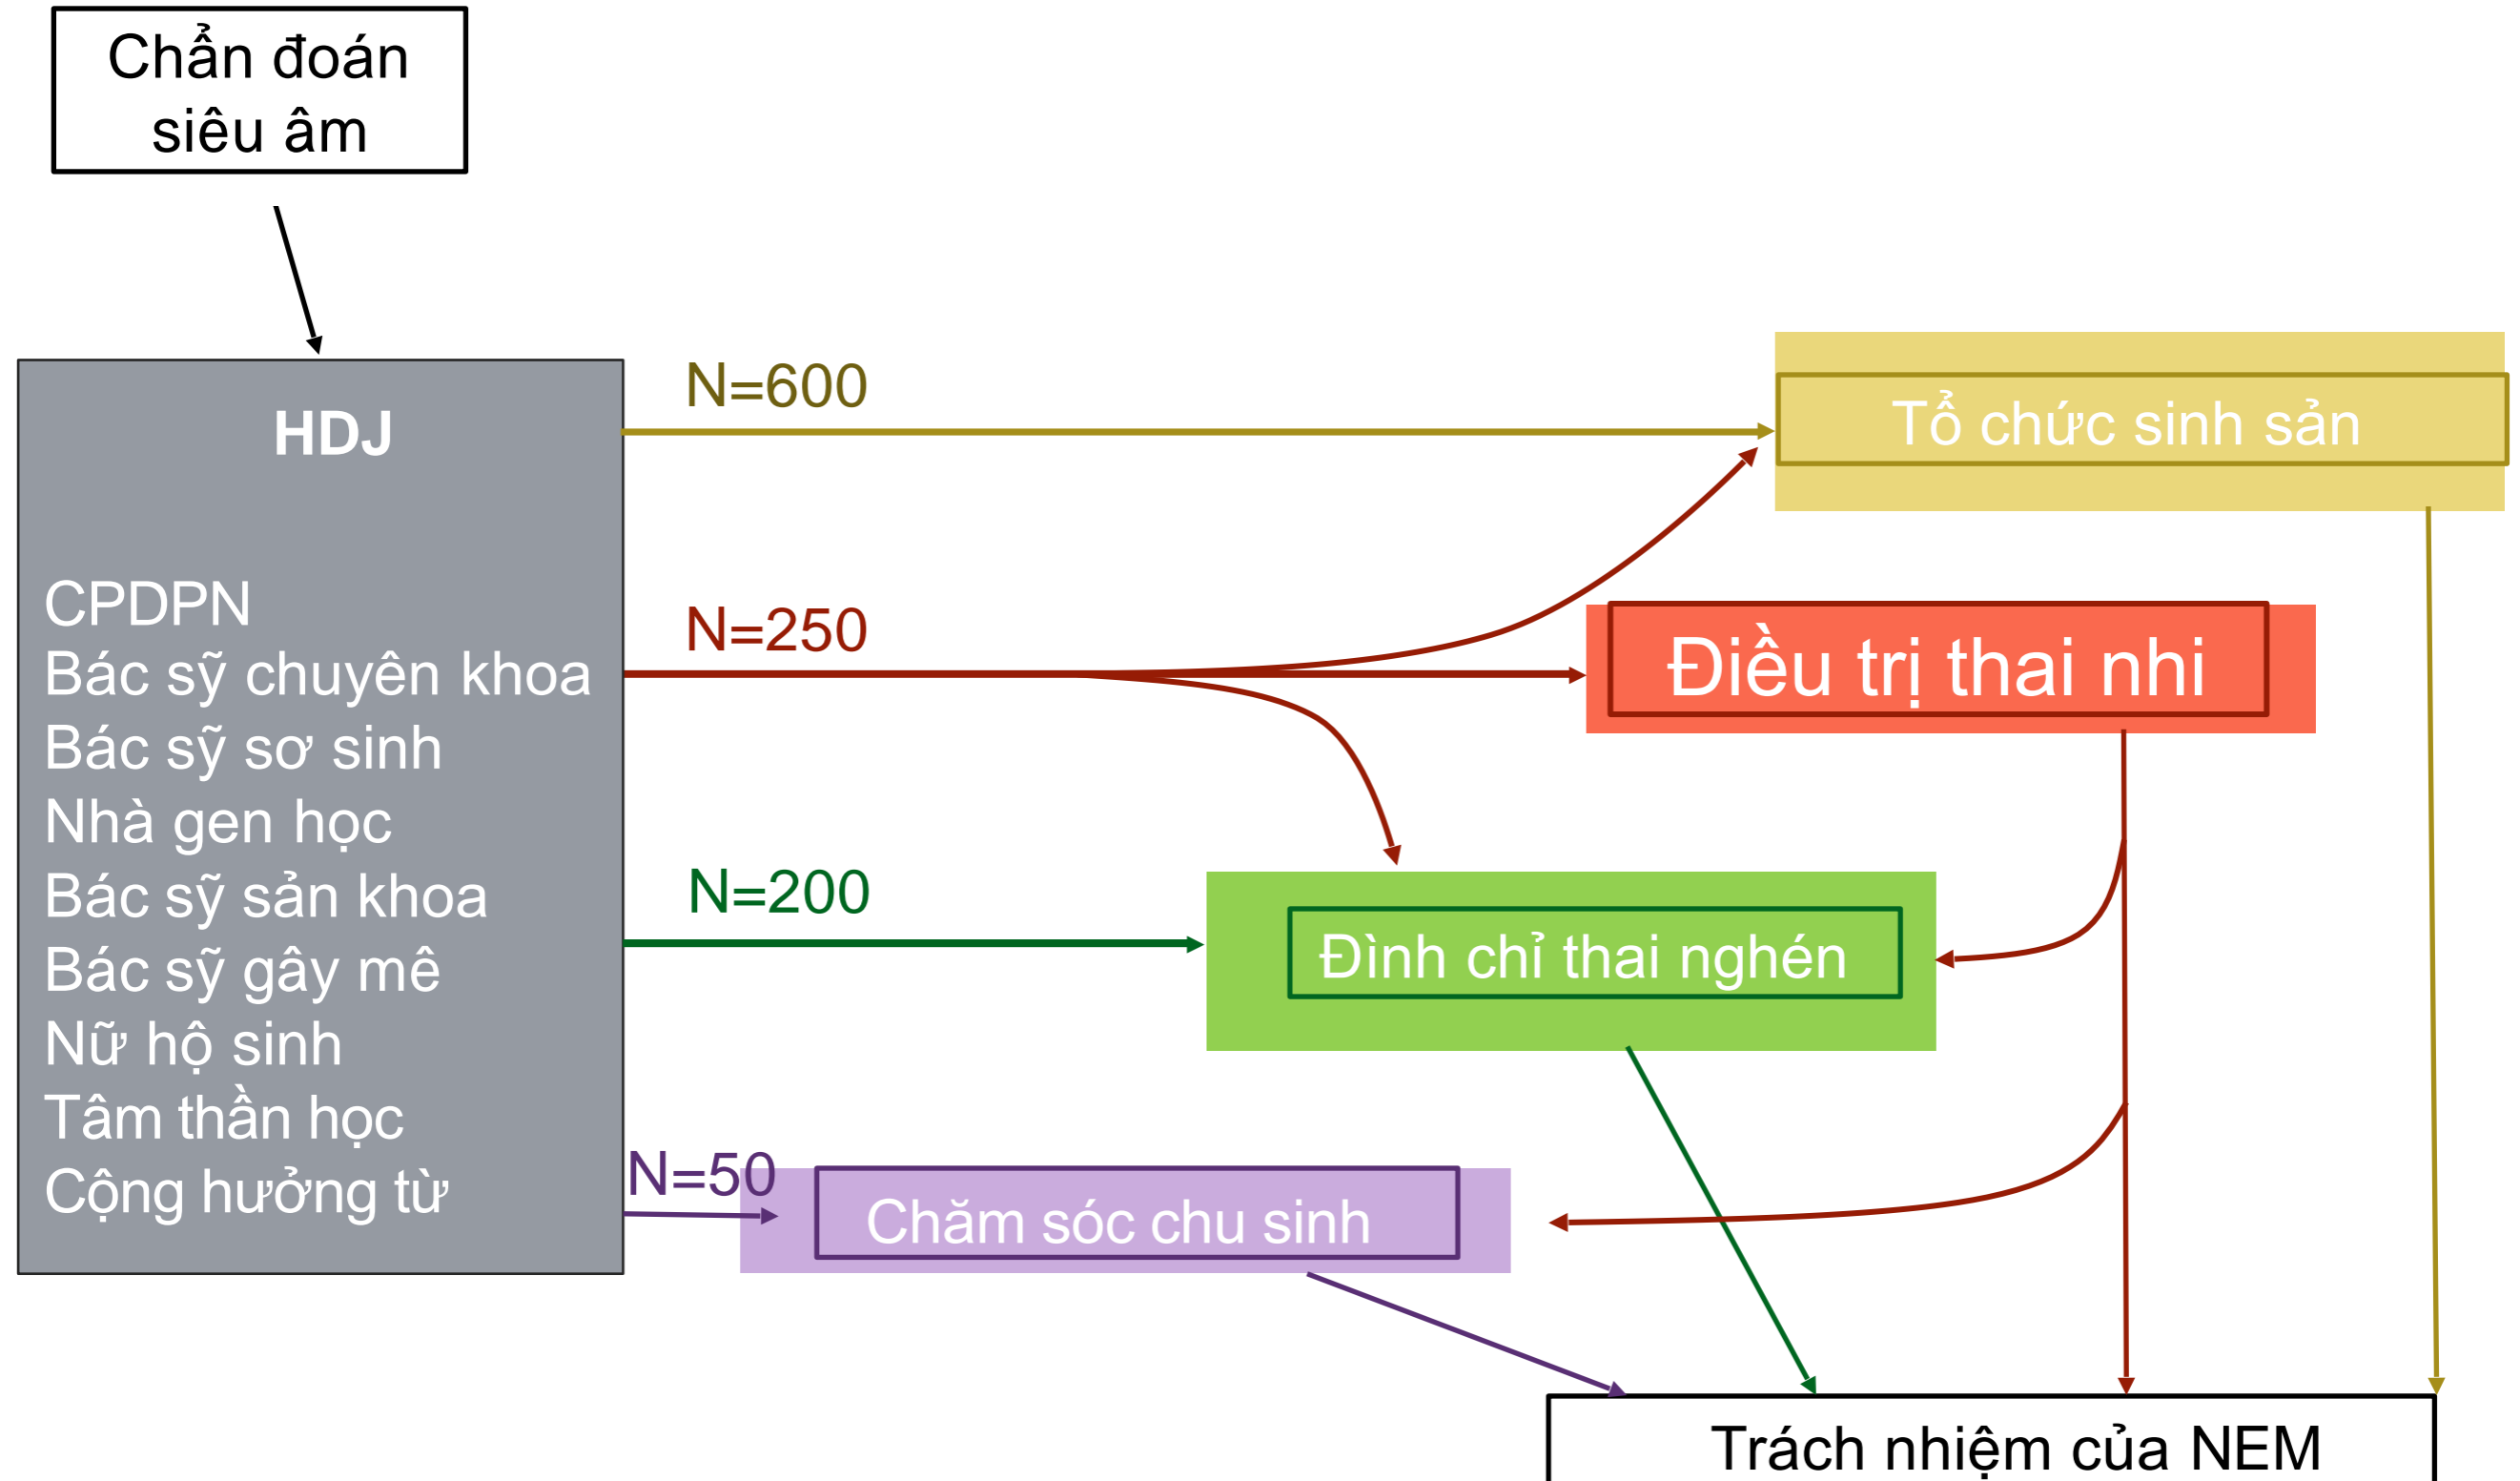 Chẩn đoán
siêu âm
HDJ
CPDPN
Bác sỹ chuyên khoa
Bác sỹ sơ sinh
Nhà gen học
Bác sỹ sản khoa
Bác sỹ gây mê
Nữ hộ sinh
Tâm thần học
Cộng hưởng từ
N=600
Tổ chức sinh sản
N=250
Điều trị thai nhi
N=200
Đình chỉ thai nghén
N=50
Chăm sóc chu sinh
Trách nhiệm của NEM